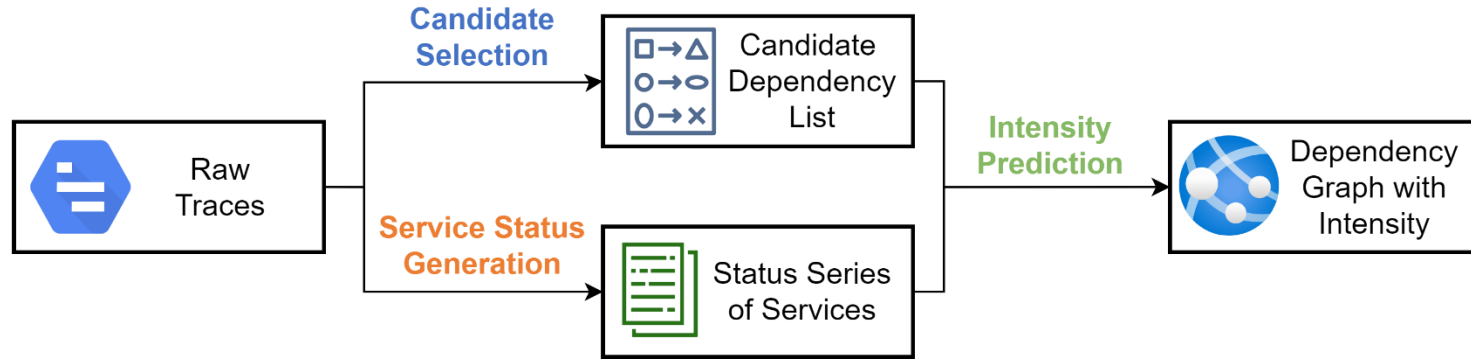 Candidate
Selection
Candidate
Dependency
List
Raw
Traces
Service Status
Generation
Status Series
of Services
Intensity
Prediction
Dependency
Graph with
Intensity